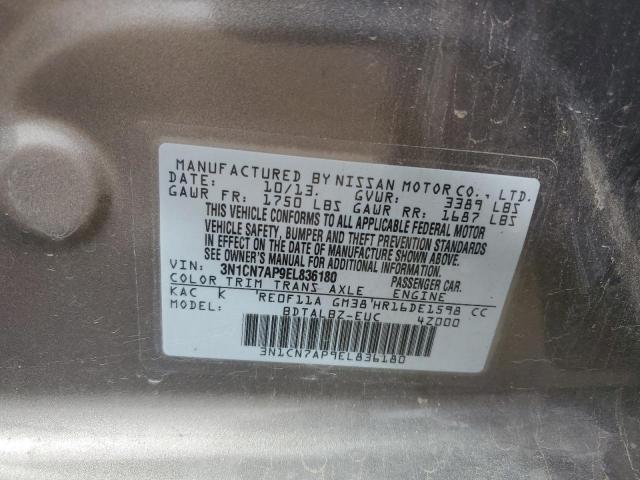 MANUFACTURED BY NISSAN MOTOR CO., LTD.
DATE: 10/13. GVWR: 3389 LBS
GAWR FR: 1750 LBS GAWR RR: 1687 LBS
THIS VEHICLE CONFORMS TO ALL APPLICABLE FEDERAL MOTOR
VEHICLE SAFETY, BUMPER AND THEFT PREVENTION STANDARDS
IN EFFECT ON THE DATE OF MANUFACTURE SHOWN ABOVE.
SEE OWNER'S MANUAL FOR ADDITIONAL INFORMATION
VIN: 3N1CN7AP9EL836180 PASSENGER CAR
COLOR TRIM TRANS AXLE ENGINE
KAC K RE0F11A GM38 HR16DE1598 CC
BDTALBZ-EUC 4Z000
3N1CN7AP9EL836180